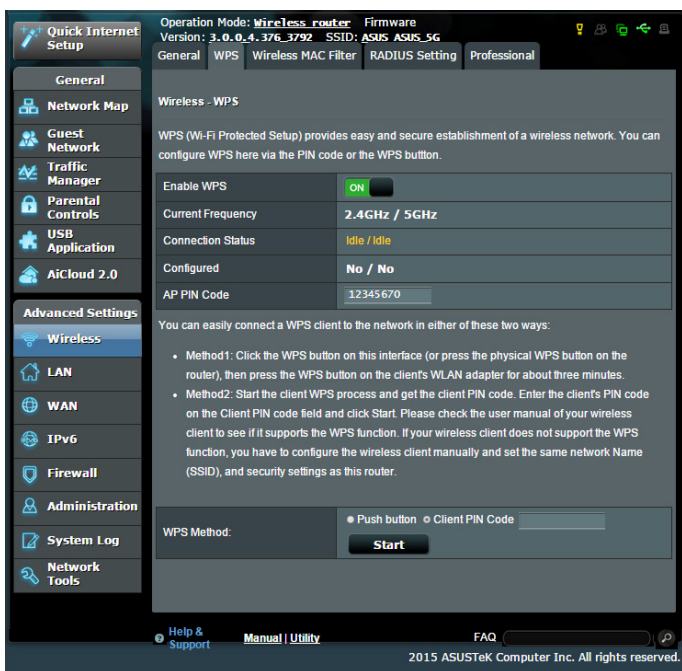 Quick Internet
Setup
Operation Mode: Wireless router Firmware
Version: 3.0.0.4.376_3792 SSID: ASUS ASUS_5G
General WPS Wireless MAC Filter RADIUS Setting Professional
General
Network Map
Guest
Network
Traffic
Manager
Parental
Controls
USB
Application
AiCloud 2.0
Advanced Settings
Wireless
LAN
WAN
IPv6
Firewall
Administration
System Log
Network
Tools
Wireless - WPS
WPS (Wi-Fi Protected Setup) provides easy and secure establishment of a wireless network. You can
configure WPS here via the PIN code or the WPS buttton.
Enable WPS ON
Current Frequency 2.4GHz / 5GHz
Connection Status Idle / Idle
Configured No / No
AP PIN Code 12345670
You can easily connect a WPS client to the network in either of these two ways:
• Method1: Click the WPS button on this interface (or press the physical WPS button on the
router), then press the WPS button on the client's WLAN adapter for about three minutes.
• Method2: Start the client WPS process and get the client PIN code. Enter the client's PIN code
on the Client PIN code field and click Start. Please check the user manual of your wireless
client to see if it supports the WPS function. If your wireless client does not support the WPS
function, you have to configure the wireless client manually and set the same network Name
(SSID), and security settings as this router.
WPS Method: Push button Client PIN Code
Start
Help &
Support
Manual | Utility
FAQ
2015 ASUSTeK Computer Inc. All rights reserved.